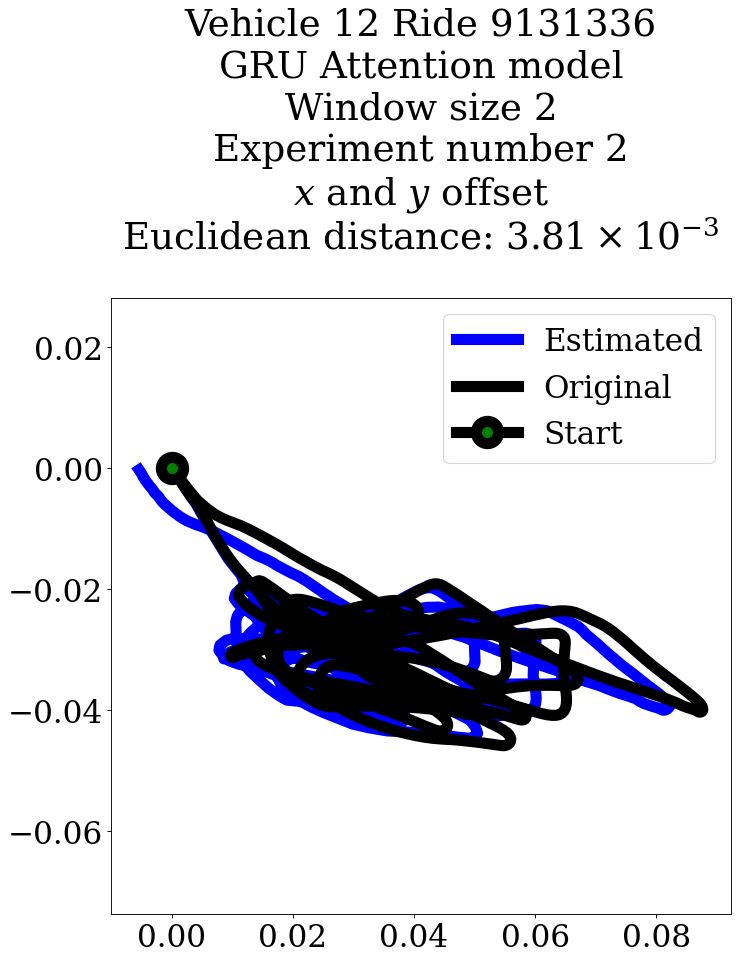 Vehicle 12 Ride 9131336
GRU Attention model
Window size 2
Experiment number 2
x and y offset
Euclidean distance: 3.81 × 10⁻³
Estimated
Original
Start
0.02
0.00
−0.02
−0.04
−0.06
0.00 0.02 0.04 0.06 0.08